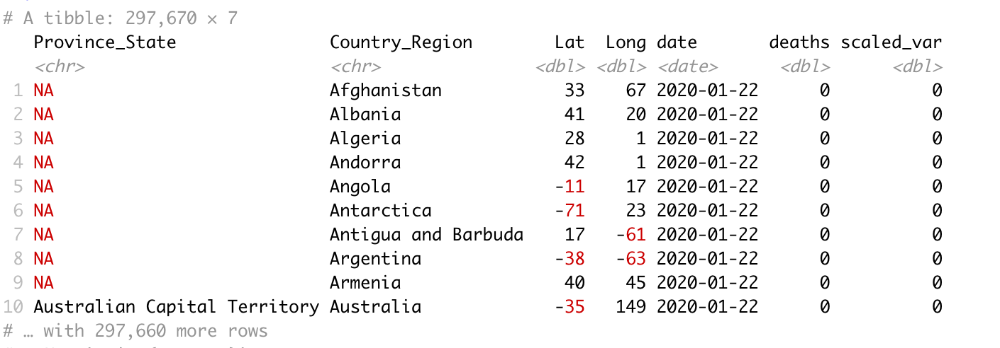 # A tibble: 297,670 × 7
Province_State Country_Region Lat Long date deaths scaled_var
<chr> <chr> <dbl> <dbl> <date> <dbl> <dbl>
1 NA Afghanistan 33 67 2020-01-22 0 0
2 NA Albania 41 20 2020-01-22 0 0
3 NA Algeria 28 1 2020-01-22 0 0
4 NA Andorra 42 1 2020-01-22 0 0
5 NA Angola -11 17 2020-01-22 0 0
6 NA Antarctica -71 23 2020-01-22 0 0
7 NA Antigua and Barbuda 17 -61 2020-01-22 0 0
8 NA Argentina -38 -63 2020-01-22 0 0
9 NA Armenia 40 45 2020-01-22 0 0
10 Australian Capital Territory Australia -35 149 2020-01-22 0 0
# … with 297,660 more rows